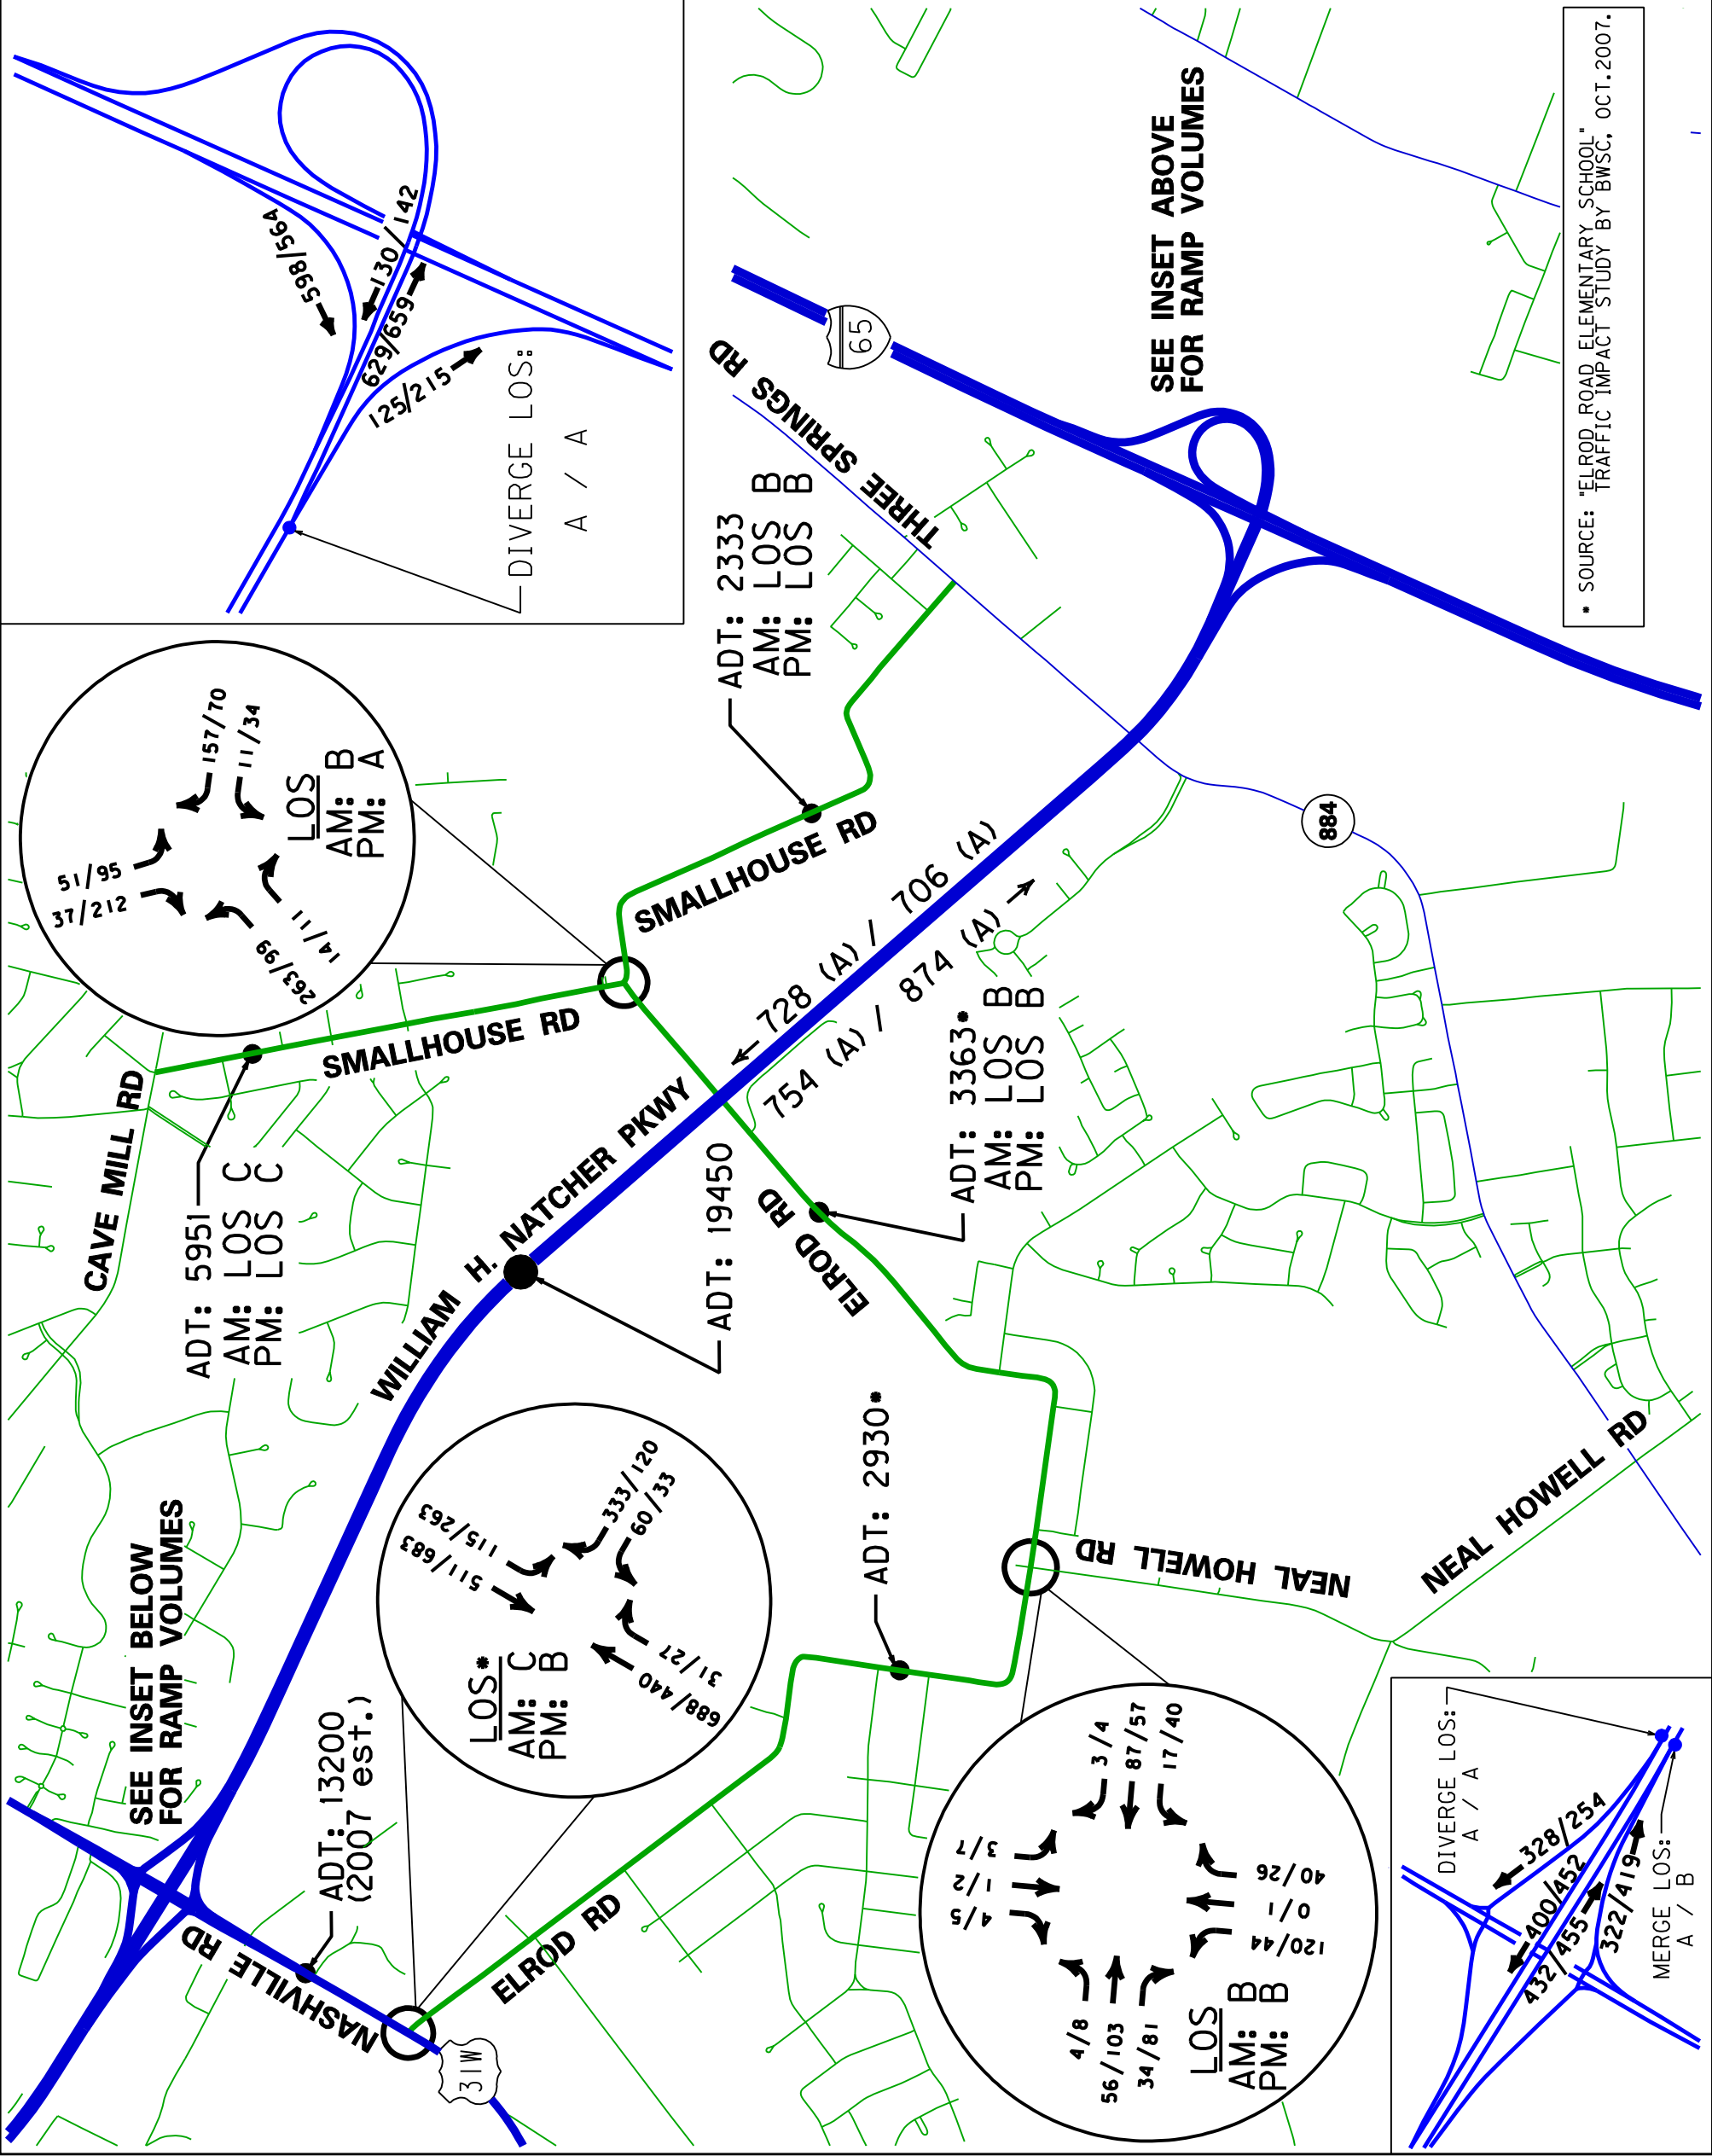 598/564
130/142
629/659
125/215
DIVERGE LOS:
A / A
SEE INSET ABOVE
FOR RAMP VOLUMES
* SOURCE: "ELROD ROAD ELEMENTARY SCHOOL"
TRAFFIC IMPACT STUDY BY BWSC, OCT.2007.
65
THREE SPRINGS RD
ADT: 2333
AM: LOS B
PM: LOS B
SMALLHOUSE RD
884
157/70
11/34
51/95
37/212
263/99
14/11
LOS
AM: B
PM: A
SMALLHOUSE RD
CAVE MILL RD
ADT: 5951
AM: LOS C
PM: LOS C
728 (A) / 706 (A)
754 (A) / 874 (A)
WILLIAM H. NATCHER PKWY
ADT: 19450
ADT: 3363*
AM: LOS B
PM: LOS B
ELROD RD
SEE INSET BELOW
FOR RAMP VOLUMES
115/263
511/683
333/120
60/33
688/440
31/27
LOS*
AM: C
PM: B
ADT: 2930*
NEAL HOWELL RD
NEAL HOWELL RD
ADT: 13200
(2007 est.)
NASHVILLE RD
31W
ELROD RD
3/4
87/57
17/40
3/7
1/2
4/5
40/26
0/1
120/44
4/8
56/103
34/81
LOS
AM: B
PM: B
DIVERGE LOS:
A / A
328/254
400/452
432/455
322/419
MERGE LOS:
A / B